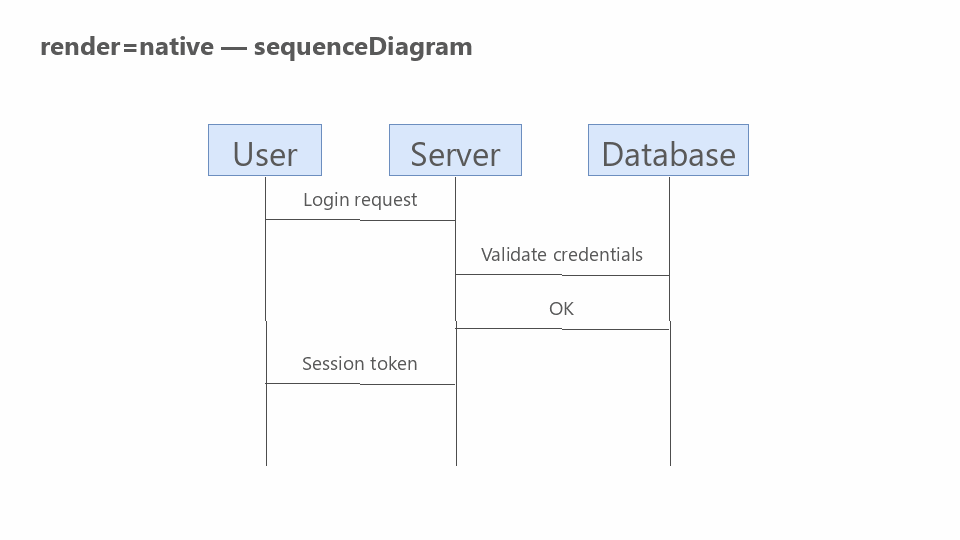 render=native — sequenceDiagram
User Server Database
Login request
Validate credentials
OK
Session token